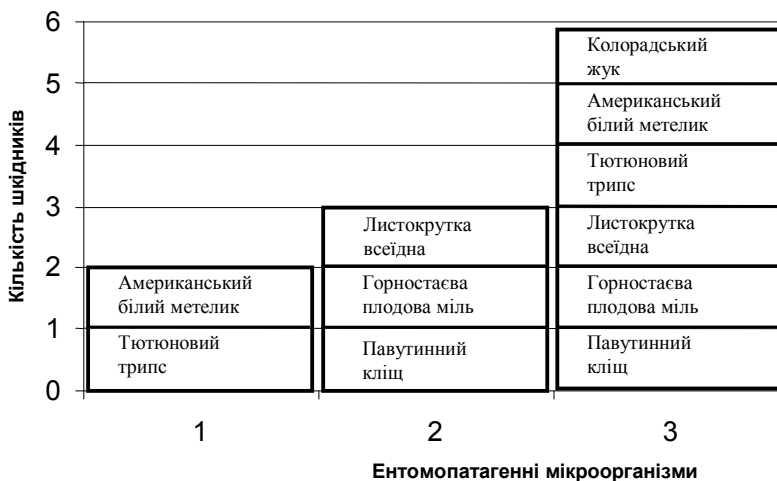 Кількість шкідників
6
5
4
3
2
1
0
Американський
білий метелик
Тютюновий
трипс
Листокрутка
всеїдна
Горностаєва
плодова міль
Павутинний
кліщ
Колорадський
жук
Американський
білий метелик
Тютюновий
трипс
Листокрутка
всеїдна
Горностаєва
плодова міль
Павутинний
кліщ
1
2
3
Ентомопатагенні мікроорганізми